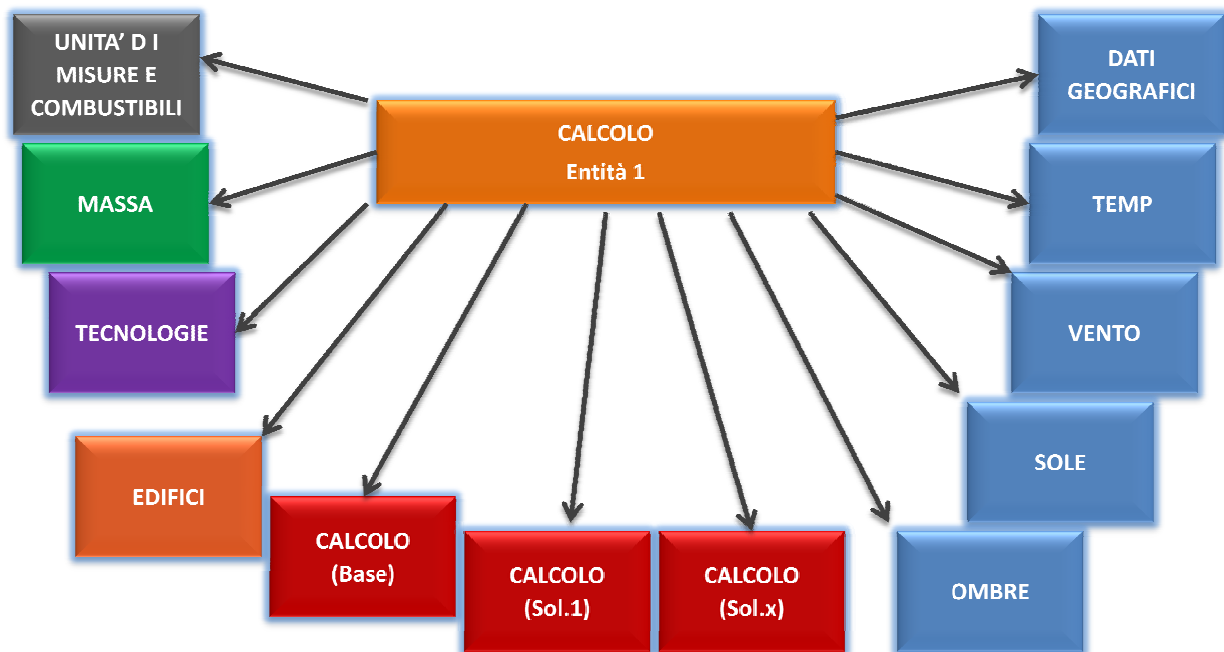 UNITA’ D I
MISURE E
COMBUSTIBILI
DATI
GEOGRAFICI
CALCOLO
Entità 1
MASSA
TEMP
TECNOLOGIE
VENTO
SOLE
EDIFICI
CALCOLO
(Base)
CALCOLO
(Sol.1)
CALCOLO
(Sol.x)
OMBRE